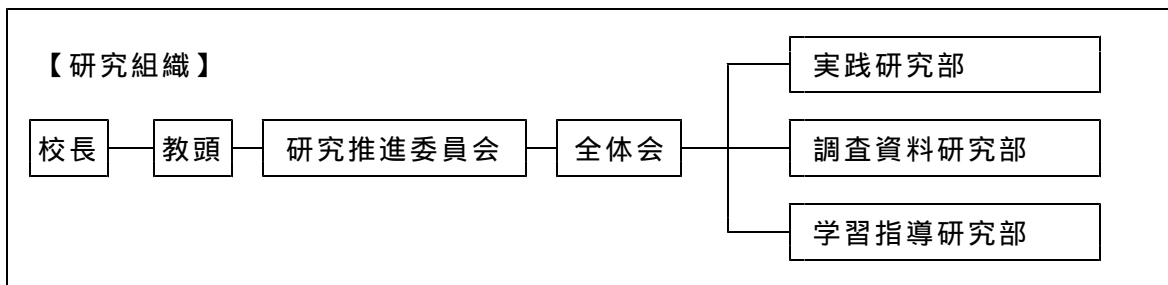 【研究組織】
実践研究部
校長 教頭 研究推進委員会 全体会 調査資料研究部
学習指導研究部